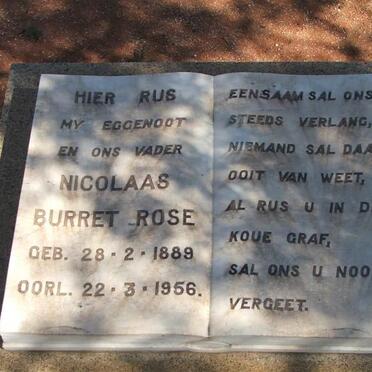 HIER RUS
MY EGGENOOT
EN ONS VADER
NICOLAAS
BURRET ROSE
GEB. 28-2-1889
OORL. 22-3-1956.
EENSAAM SAL ONS
STEEDS VERLANG,
NIEMAND SAL DAA
OOIT VAN WEET,
AL RUS U IN D
KOUE GRAF,
SAL ONS U NOO
VERGEET.